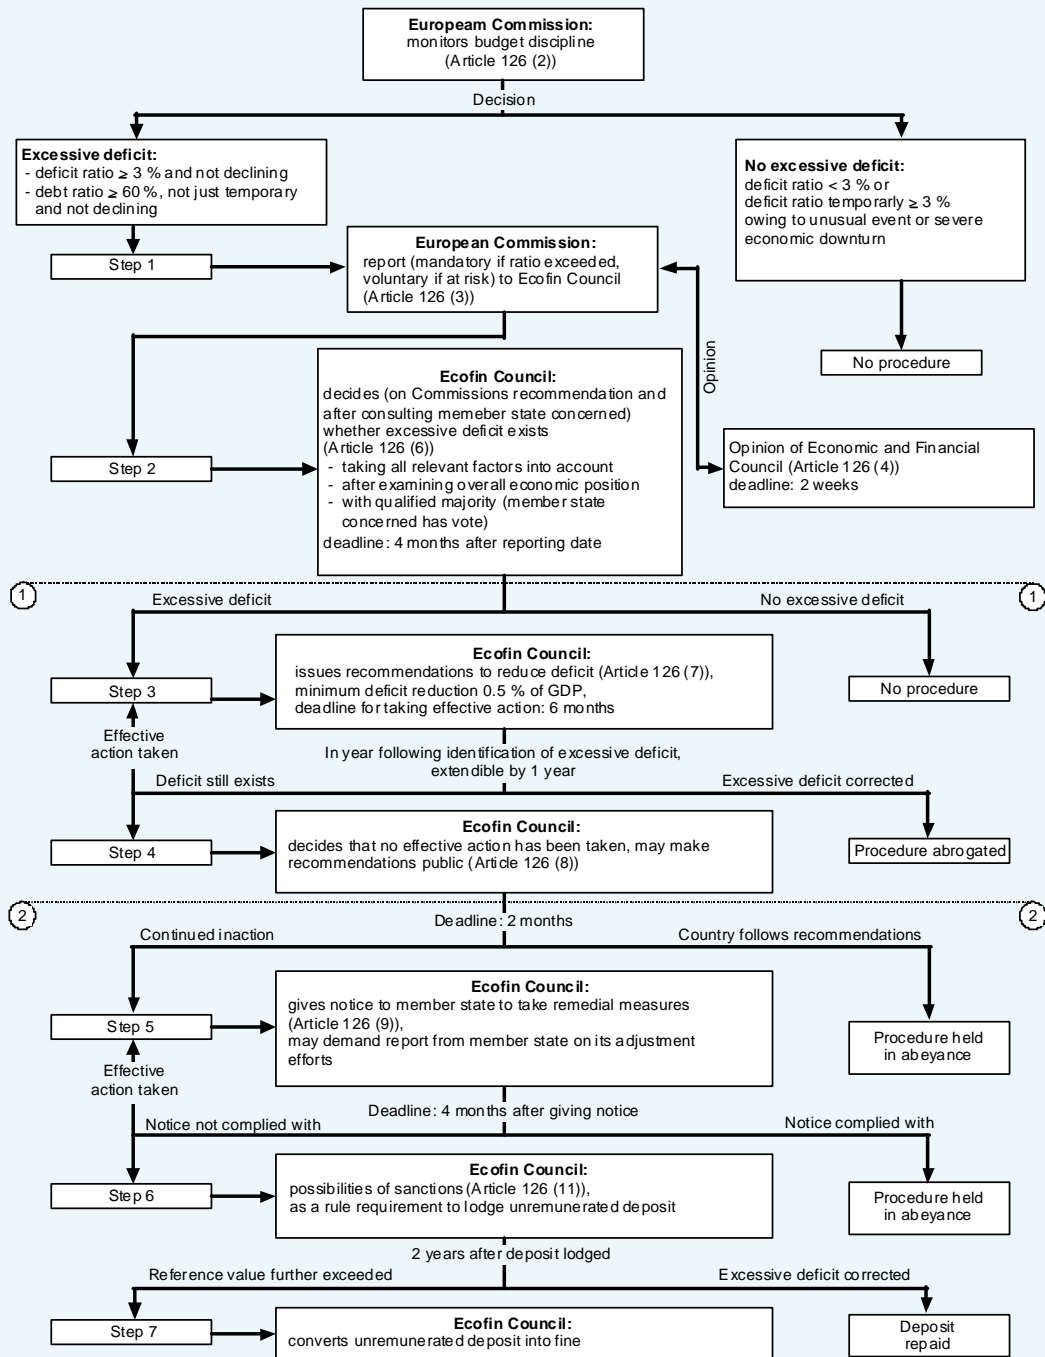 Europeam Commission:
monitors budget discipline
(Article 126 (2))
Decision
Excessive deficit:
- deficit ratio ≥ 3 % and not declining
- debt ratio ≥ 60 %, not just temporary
and not declining
No excessive deficit:
deficit ratio < 3 % or
deficit ratio temporarly ≥ 3 %
owing to unusual event or severe
economic downturn
Step 1
European Commission:
report (mandatory if ratio exceeded,
voluntary if at risk) to Ecofin Council
(Article 126 (3))
No procedure
Opinion
Ecofin Council:
decides (on Commissions recommendation and
after consulting memeber state concerned)
whether excessive deficit exists
(Article 126 (6))
- taking all relevant factors into account
- after examining overall economic position
- with qualified majority (member state
concerned has vote)
deadline: 4 months after reporting date
Step 2
Opinion of Economic and Financial
Council (Article 126 (4))
deadline: 2 weeks
1
1
Excessive deficit
No excessive deficit
Step 3
Ecofin Council:
issues recommendations to reduce deficit (Article 126 (7)),
minimum deficit reduction 0.5 % of GDP,
deadline for taking effective action: 6 months
No procedure
Effective
action taken
In year following identification of excessive deficit,
extendible by 1 year
Deficit still exists
Excessive deficit corrected
Step 4
Ecofin Council:
decides that no effective action has been taken, may make
recommendations public (Article 126 (8))
Procedure abrogated
2
2
Deadline: 2 months
Continued inaction
Country follows recommendations
Step 5
Ecofin Council:
gives notice to member state to take remedial measures
(Article 126 (9)),
may demand report from member state on its adjustment
efforts
Procedure held
in abeyance
Effective
action taken
Deadline: 4 months after giving notice
Notice not complied with
Notice complied with
Step 6
Ecofin Council:
possibilities of sanctions (Article 126 (11)),
as a rule requirement to lodge unremunerated deposit
Procedure held
in abeyance
2 years after deposit lodged
Reference value further exceeded
Excessive deficit corrected
Step 7
Ecofin Council:
converts unremunerated deposit into fine
Deposit
repaid